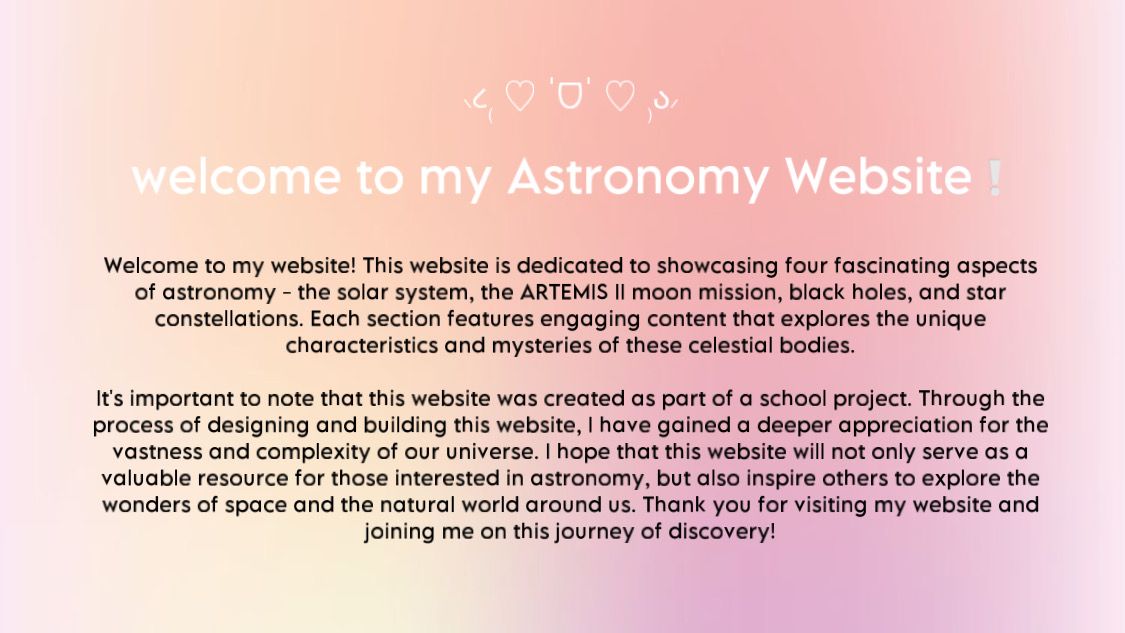 ⸜૮₍ ♡ ˈᗜˈ ♡ ₎ა⸝
welcome to my Astronomy Website ❕
Welcome to my website! This website is dedicated to showcasing four fascinating aspects
of astronomy - the solar system, the ARTEMIS II moon mission, black holes, and star
constellations. Each section features engaging content that explores the unique
characteristics and mysteries of these celestial bodies.
It's important to note that this website was created as part of a school project. Through the
process of designing and building this website, I have gained a deeper appreciation for the
vastness and complexity of our universe. I hope that this website will not only serve as a
valuable resource for those interested in astronomy, but also inspire others to explore the
wonders of space and the natural world around us. Thank you for visiting my website and
joining me on this journey of discovery!